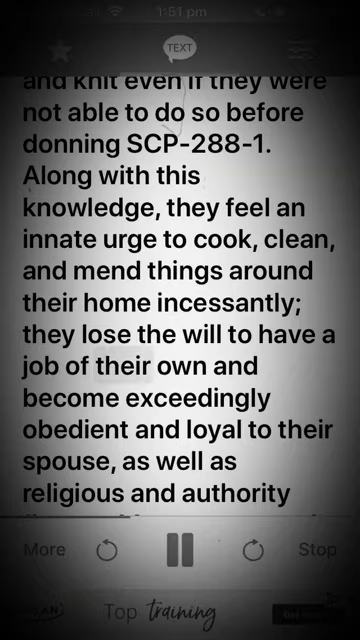 1:51 pm
TEXT
and knit even if they were
not able to do so before
donning SCP-288-1.
Along with this
knowledge, they feel an
innate urge to cook, clean,
and mend things around
their home incessantly;
they lose the will to have a
job of their own and
become exceedingly
obedient and loyal to their
spouse, as well as
religious and authority
More
Stop
Top training